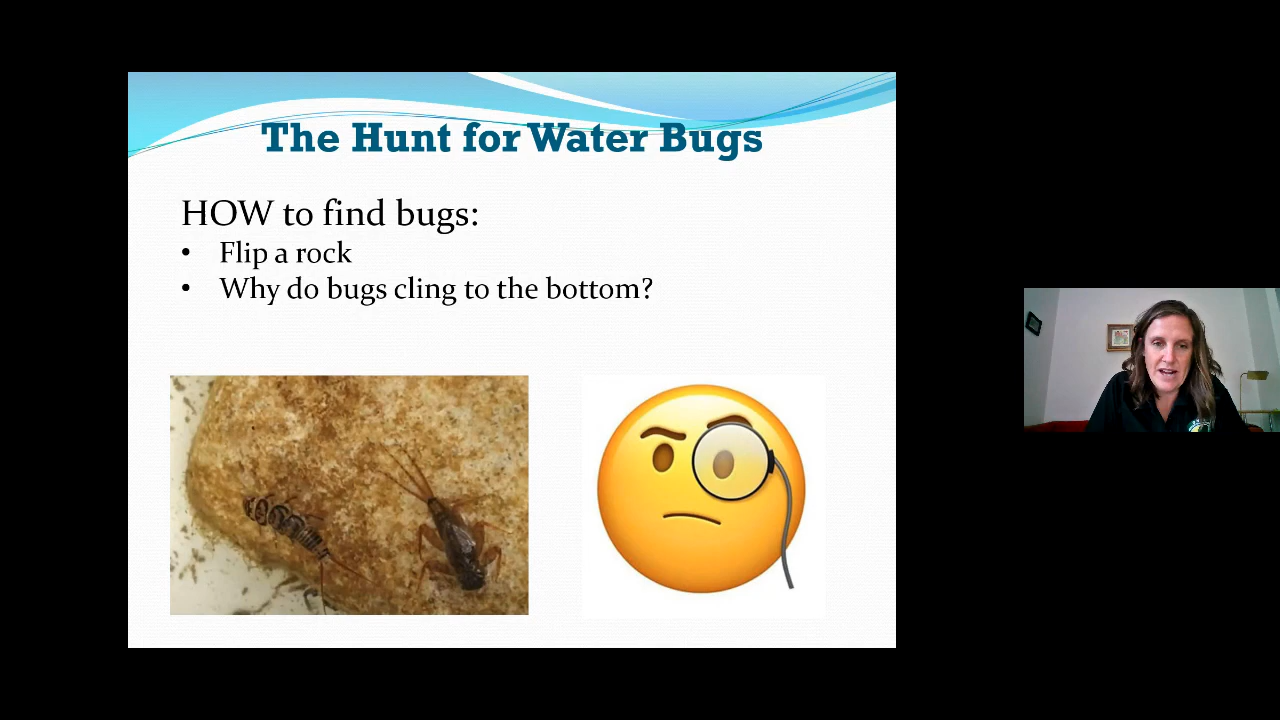 The Hunt for Water Bugs
HOW to find bugs:
• Flip a rock
• Why do bugs cling to the bottom?